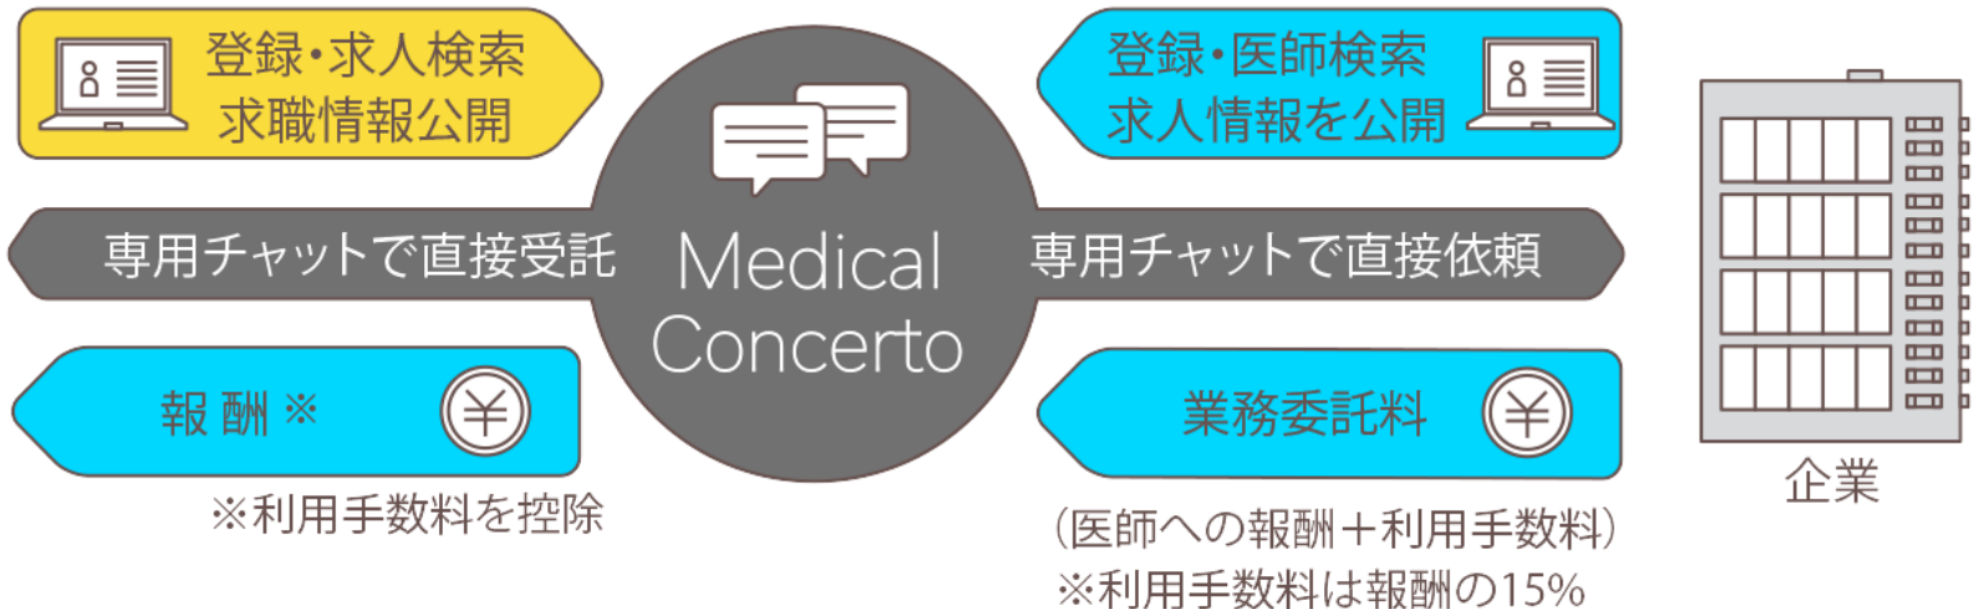 登録・求人検索
求職情報公開
専用チャットで直接受託
報酬※
※利用手数料を控除
Medical
Concerto
登録・医師検索
求人情報を公開
専用チャットで直接依頼
業務委託料
(医師への報酬＋利用手数料)
※利用手数料は報酬の15%
企業